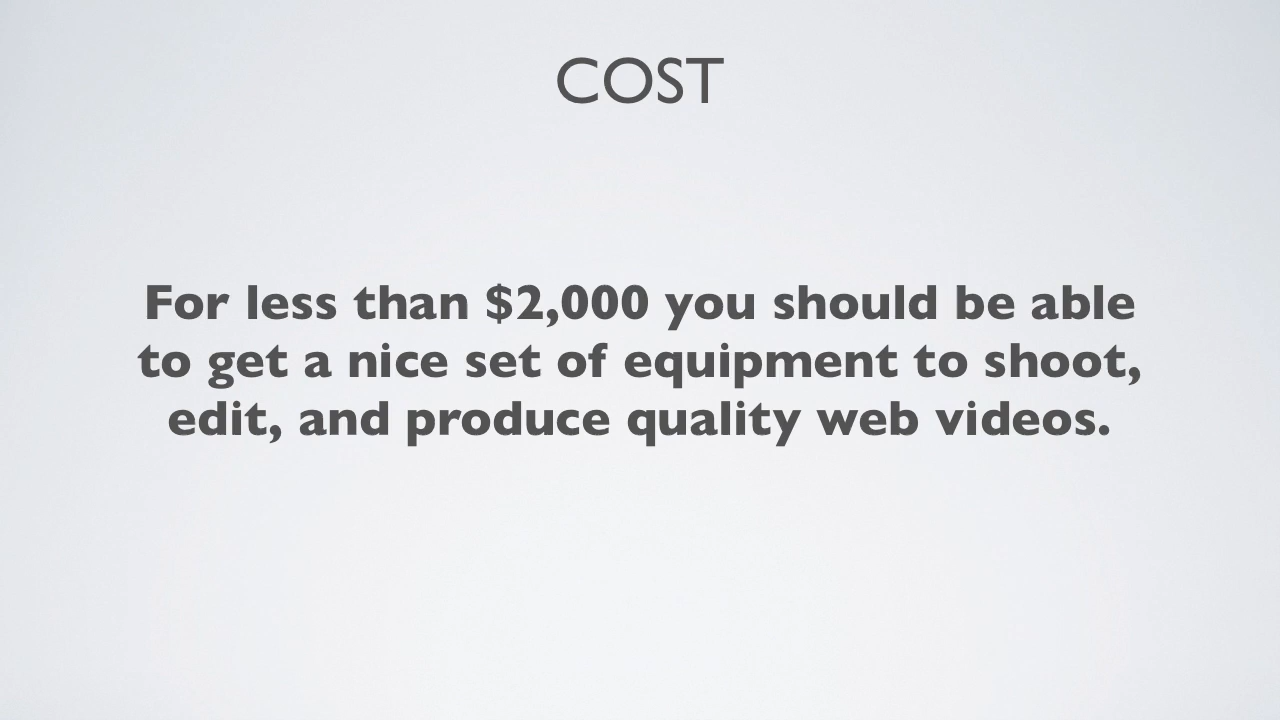 COST
For less than $2,000 you should be able
to get a nice set of equipment to shoot,
edit, and produce quality web videos.